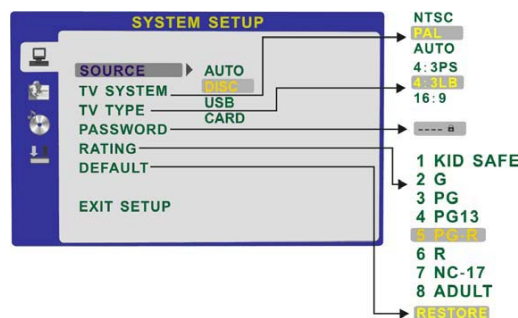 SYSTEM SETUP
SOURCE
TV SYSTEM
TV TYPE
PASSWORD
RATING
DEFAULT
EXIT SETUP
AUTO
DISC
USB
CARD
NTSC
PAL
AUTO
4:3PS
4:3LB
16:9
----
1 KID SAFE
2 G
3 PG
4 PG13
5 PG-R
6 R
7 NC-17
8 ADULT
RESTORE